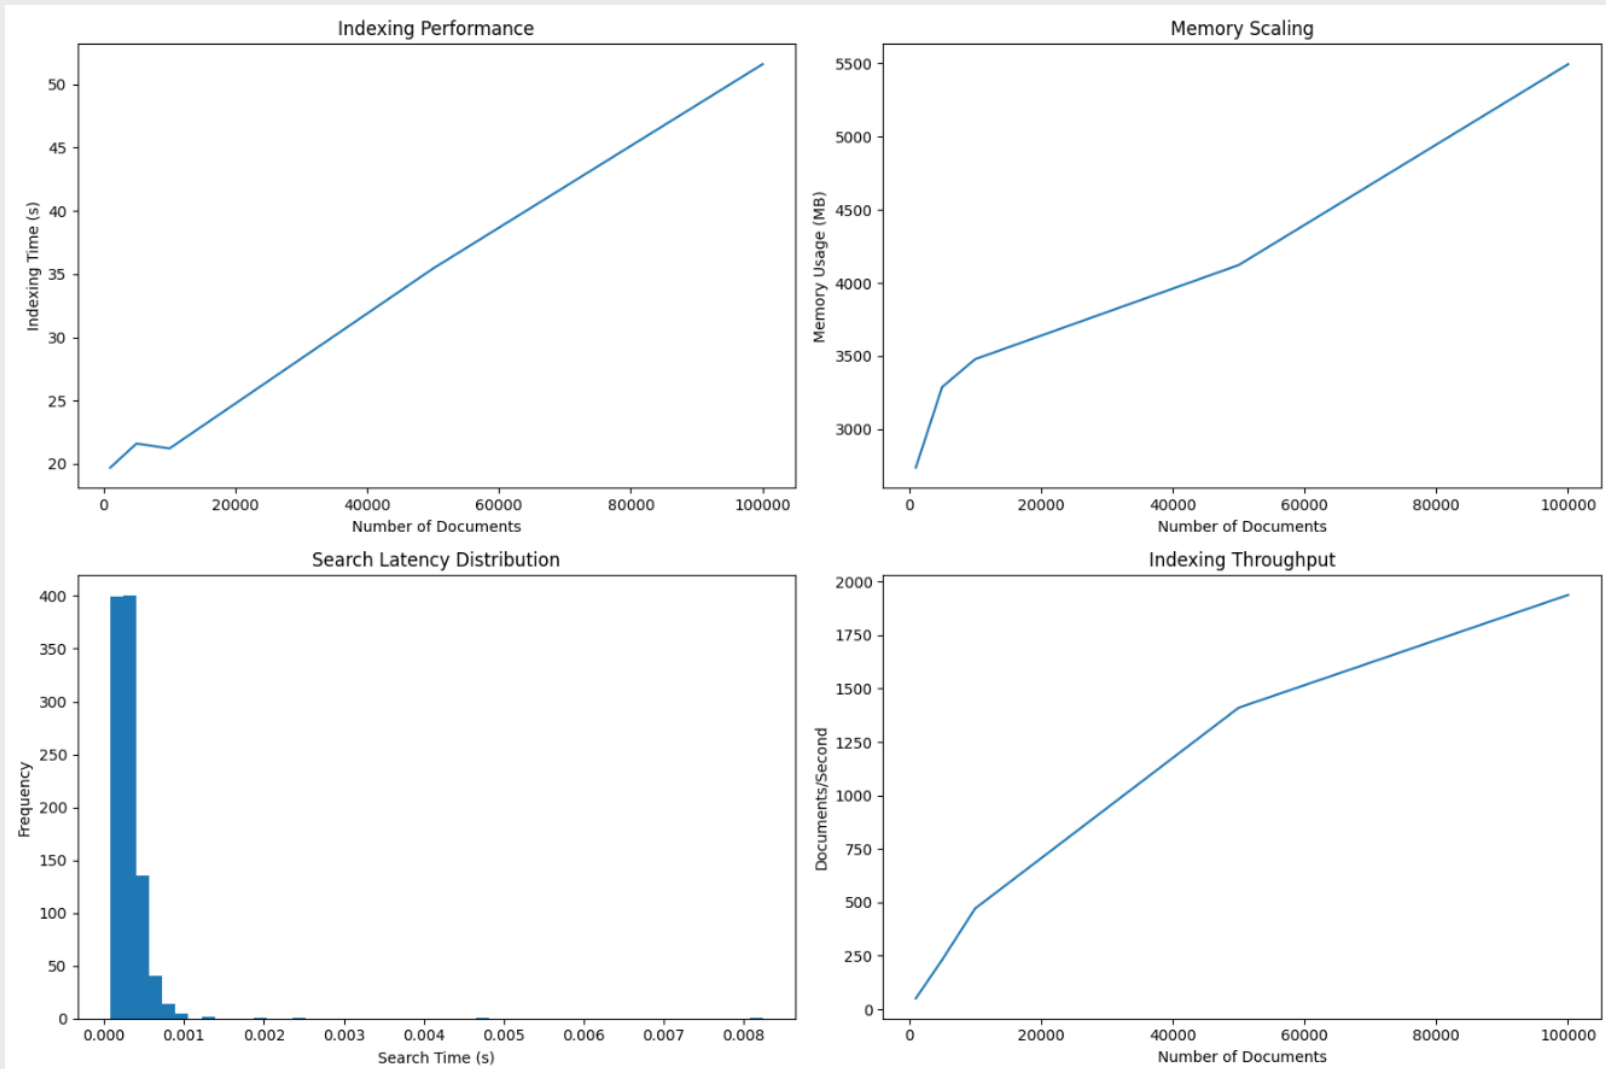 Indexing Performance
50
45
40
35
30
25
20
Indexing Time (s)
0 20000 40000 60000 80000 100000
Number of Documents
Memory Scaling
5500
5000
4500
4000
3500
3000
Memory Usage (MB)
0 20000 40000 60000 80000 100000
Number of Documents
Search Latency Distribution
400
350
300
250
200
150
100
50
0
Frequency
0.000 0.001 0.002 0.003 0.004 0.005 0.006 0.007 0.008
Search Time (s)
Indexing Throughput
2000
1750
1500
1250
1000
750
500
250
0
Documents/Second
0 20000 40000 60000 80000 100000
Number of Documents